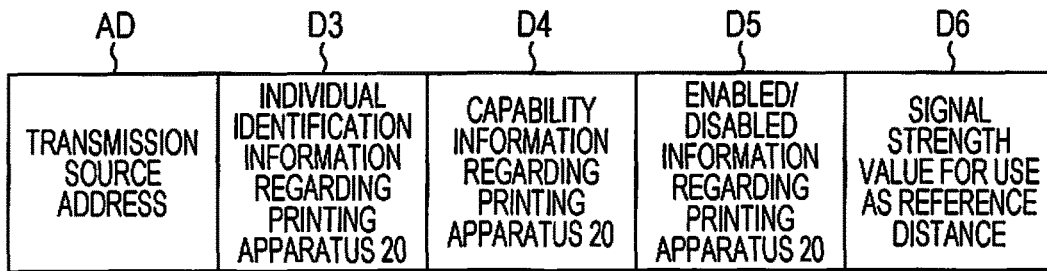 AD
D3
D4
D5
D6
TRANSMISSION
SOURCE
ADDRESS
INDIVIDUAL
IDENTIFICATION
INFORMATION
REGARDING
PRINTING
APPARATUS 20
CAPABILITY
INFORMATION
REGARDING
PRINTING
APPARATUS 20
ENABLED/
DISABLED
INFORMATION
REGARDING
PRINTING
APPARATUS 20
SIGNAL
STRENGTH
VALUE FOR USE
AS REFERENCE
DISTANCE